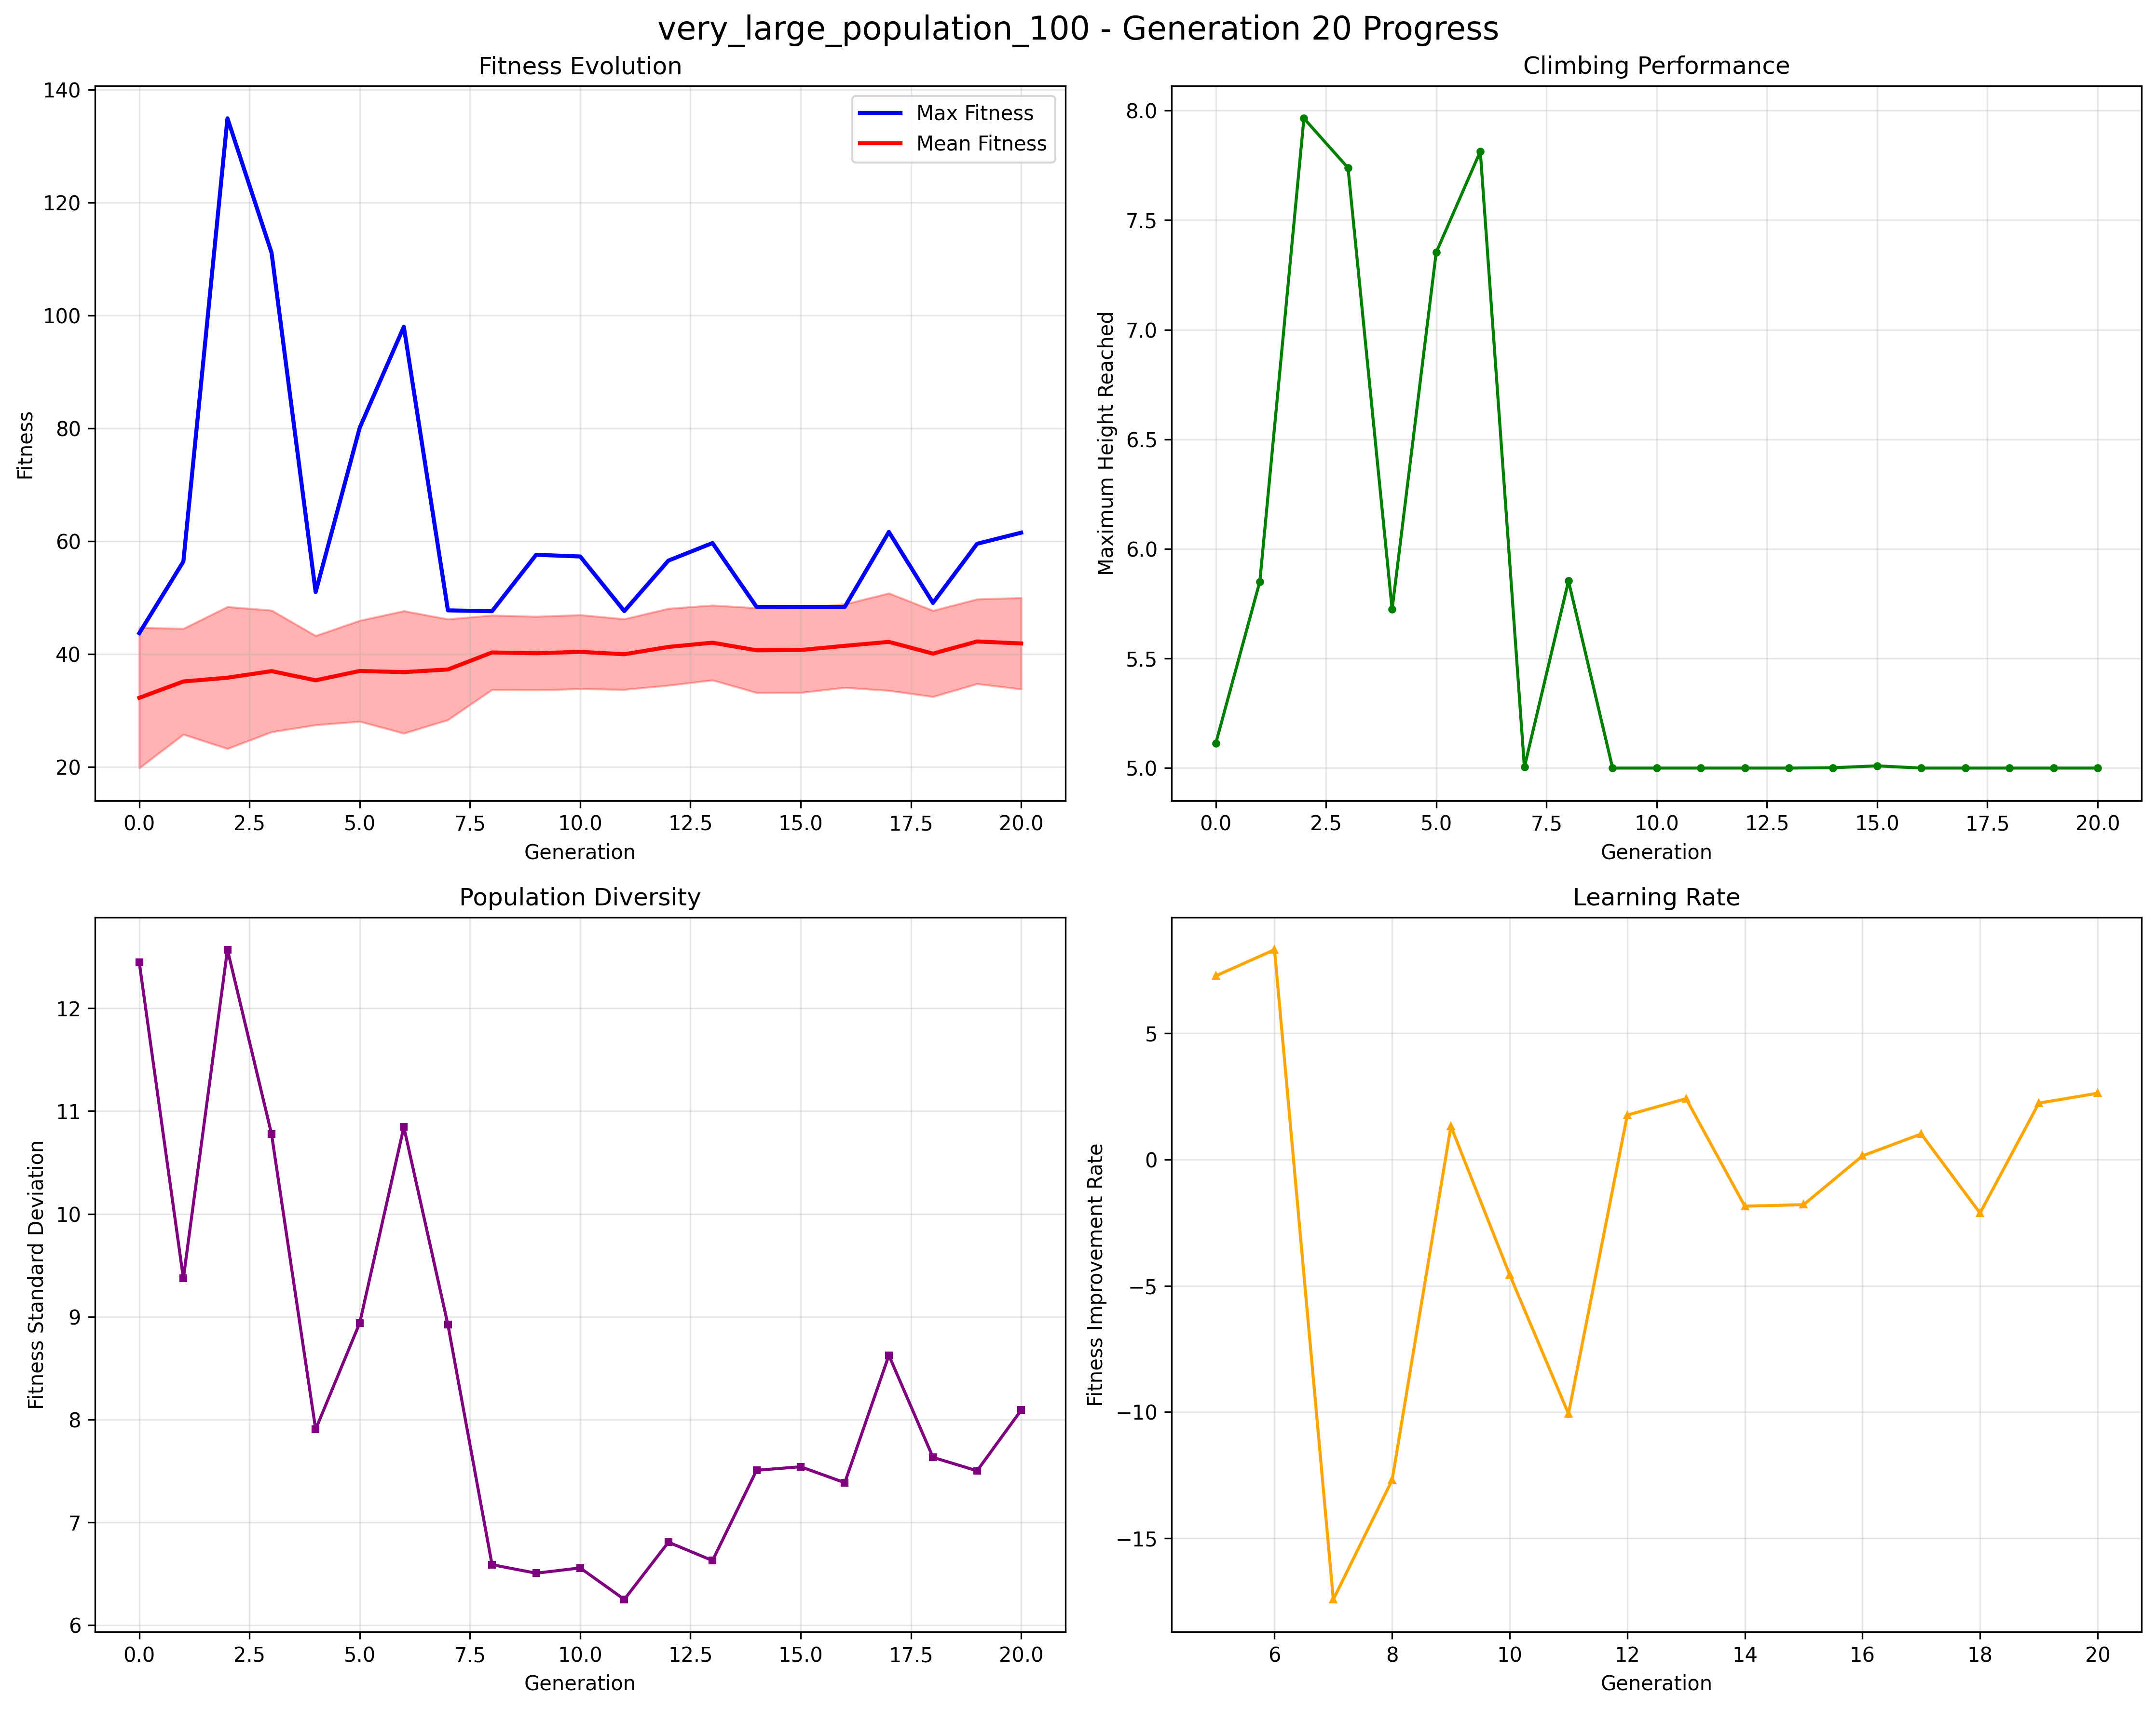 very_large_population_100 - Generation 20 Progress
Fitness Evolution
140
120
100
80
60
40
20
Fitness
Max Fitness
Mean Fitness
0.0 2.5 5.0 7.5 10.0 12.5 15.0 17.5 20.0
Generation
Climbing Performance
8.0
7.5
7.0
6.5
6.0
5.5
5.0
Maximum Height Reached
0.0 2.5 5.0 7.5 10.0 12.5 15.0 17.5 20.0
Generation
Population Diversity
12
11
10
9
8
7
6
Fitness Standard Deviation
0.0 2.5 5.0 7.5 10.0 12.5 15.0 17.5 20.0
Generation
Learning Rate
5
0
−5
−10
−15
Fitness Improvement Rate
6 8 10 12 14 16 18 20
Generation